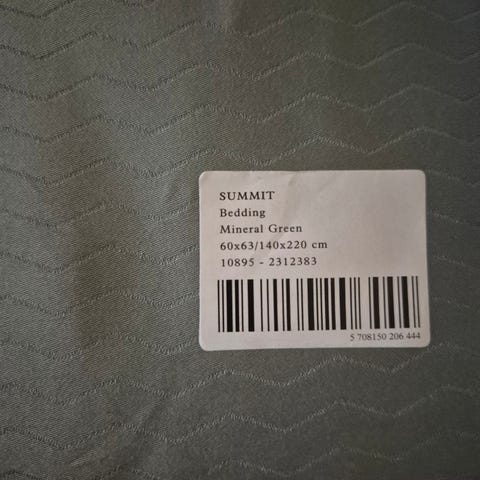 SUMMIT
Bedding
Mineral Green
60x63/140x220 cm
10895 - 2312383
5 708150 206 444